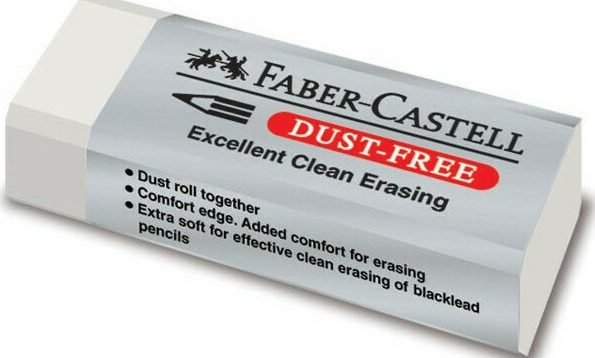 FABER-CASTELL
DUST-FREE
Excellent Clean Erasing
• Dust roll together
• Comfort edge. Added comfort for erasing
• Extra soft for effective clean erasing of blacklead
pencils